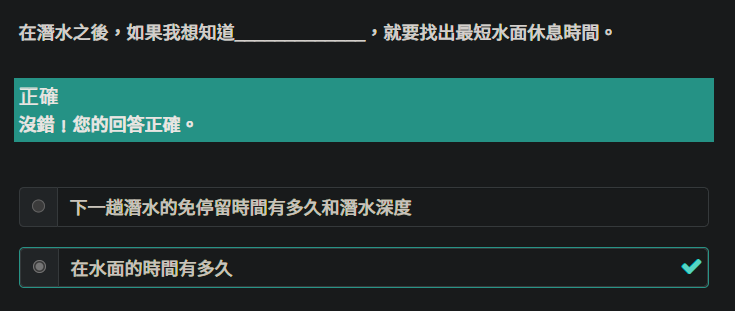 在潛水之後，如果我想知道______________，就要找出最短水面休息時間。
正確
沒錯！您的回答正確。
下一趟潛水的免停留時間有多久和潛水深度
在水面的時間有多久